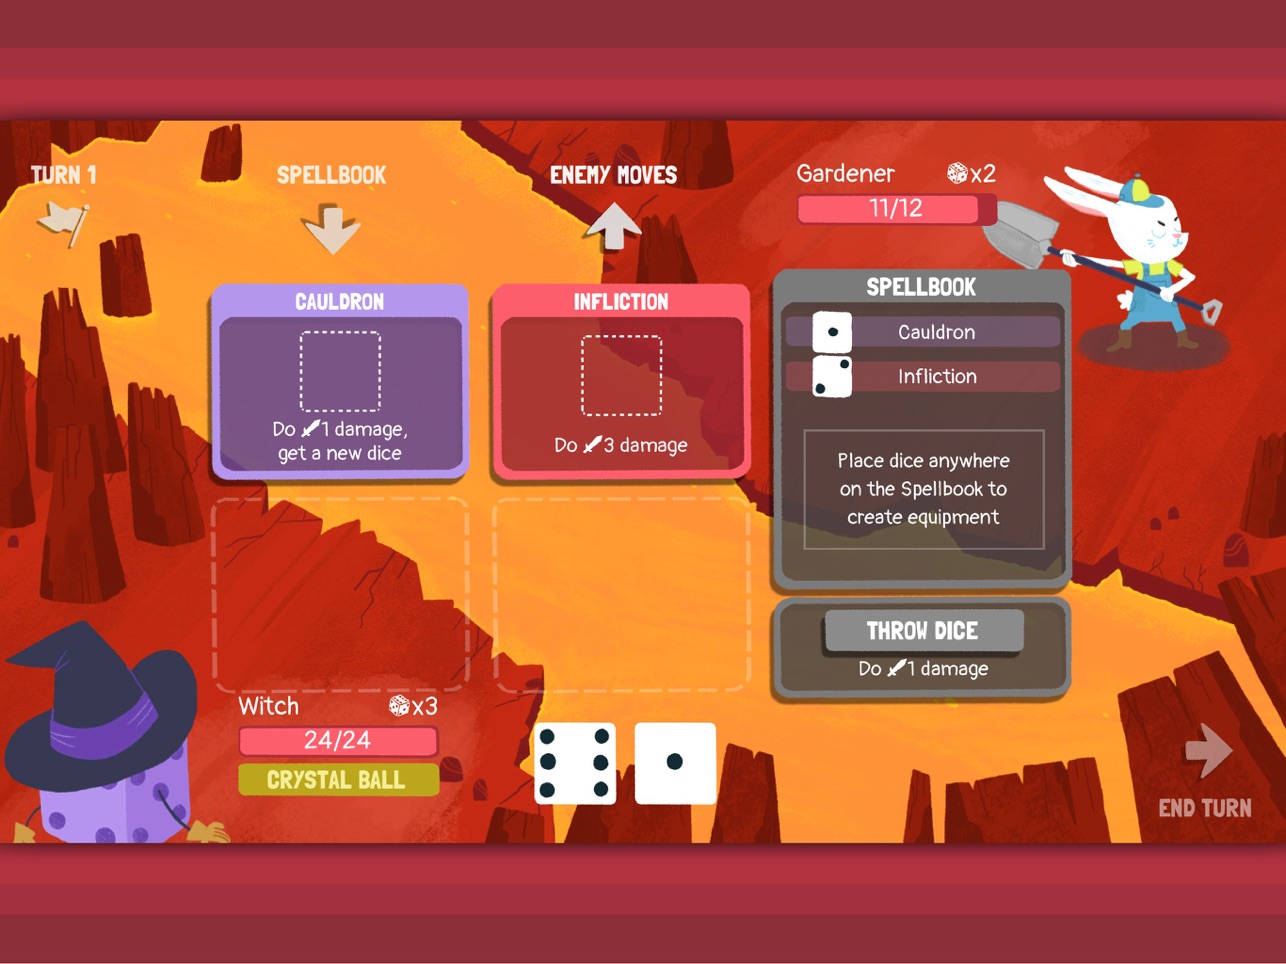 TURN 1
SPELLBOOK
ENEMY MOVES
Gardener
x2
11/12
CAULDRON
Do 1 damage,
get a new dice
INFLICTION
Do 3 damage
SPELLBOOK
Cauldron
Infliction
Place dice anywhere
on the Spellbook to
create equipment
THROW DICE
Do 1 damage
Witch
x3
24/24
CRYSTAL BALL
END TURN